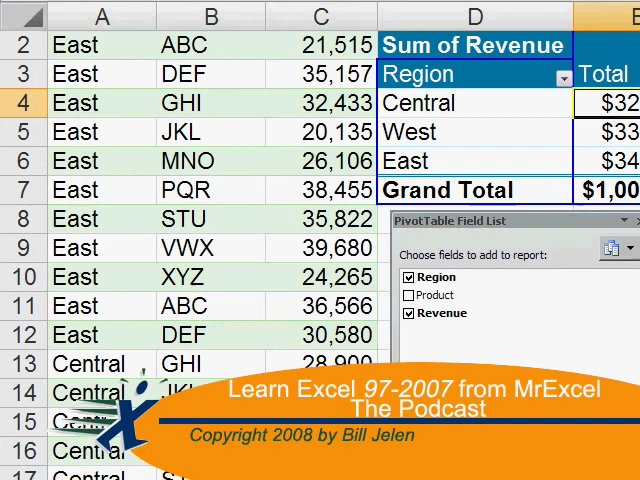 A B C D E
2 East ABC 21,515 Sum of Revenue
3 East DEF 35,157 Region Total
4 East GHI 32,433 Central $32
5 East JKL 20,135 West $33
6 East MNO 26,106 East $34
7 East PQR 38,455 Grand Total $1,00
8 East STU 35,822 PivotTable Field List
9 East VWX 39,680 Choose fields to add to report:
10 East XYZ 24,265 Region
Product
11 East ABC 36,566 Revenue
12 East DEF 30,580
13 Central GHI 28,900
14 Central JKL
15 Central
16 Central
17 Central
Learn Excel 97-2007 from MrExcel
The Podcast
Copyright 2008 by Bill Jelen